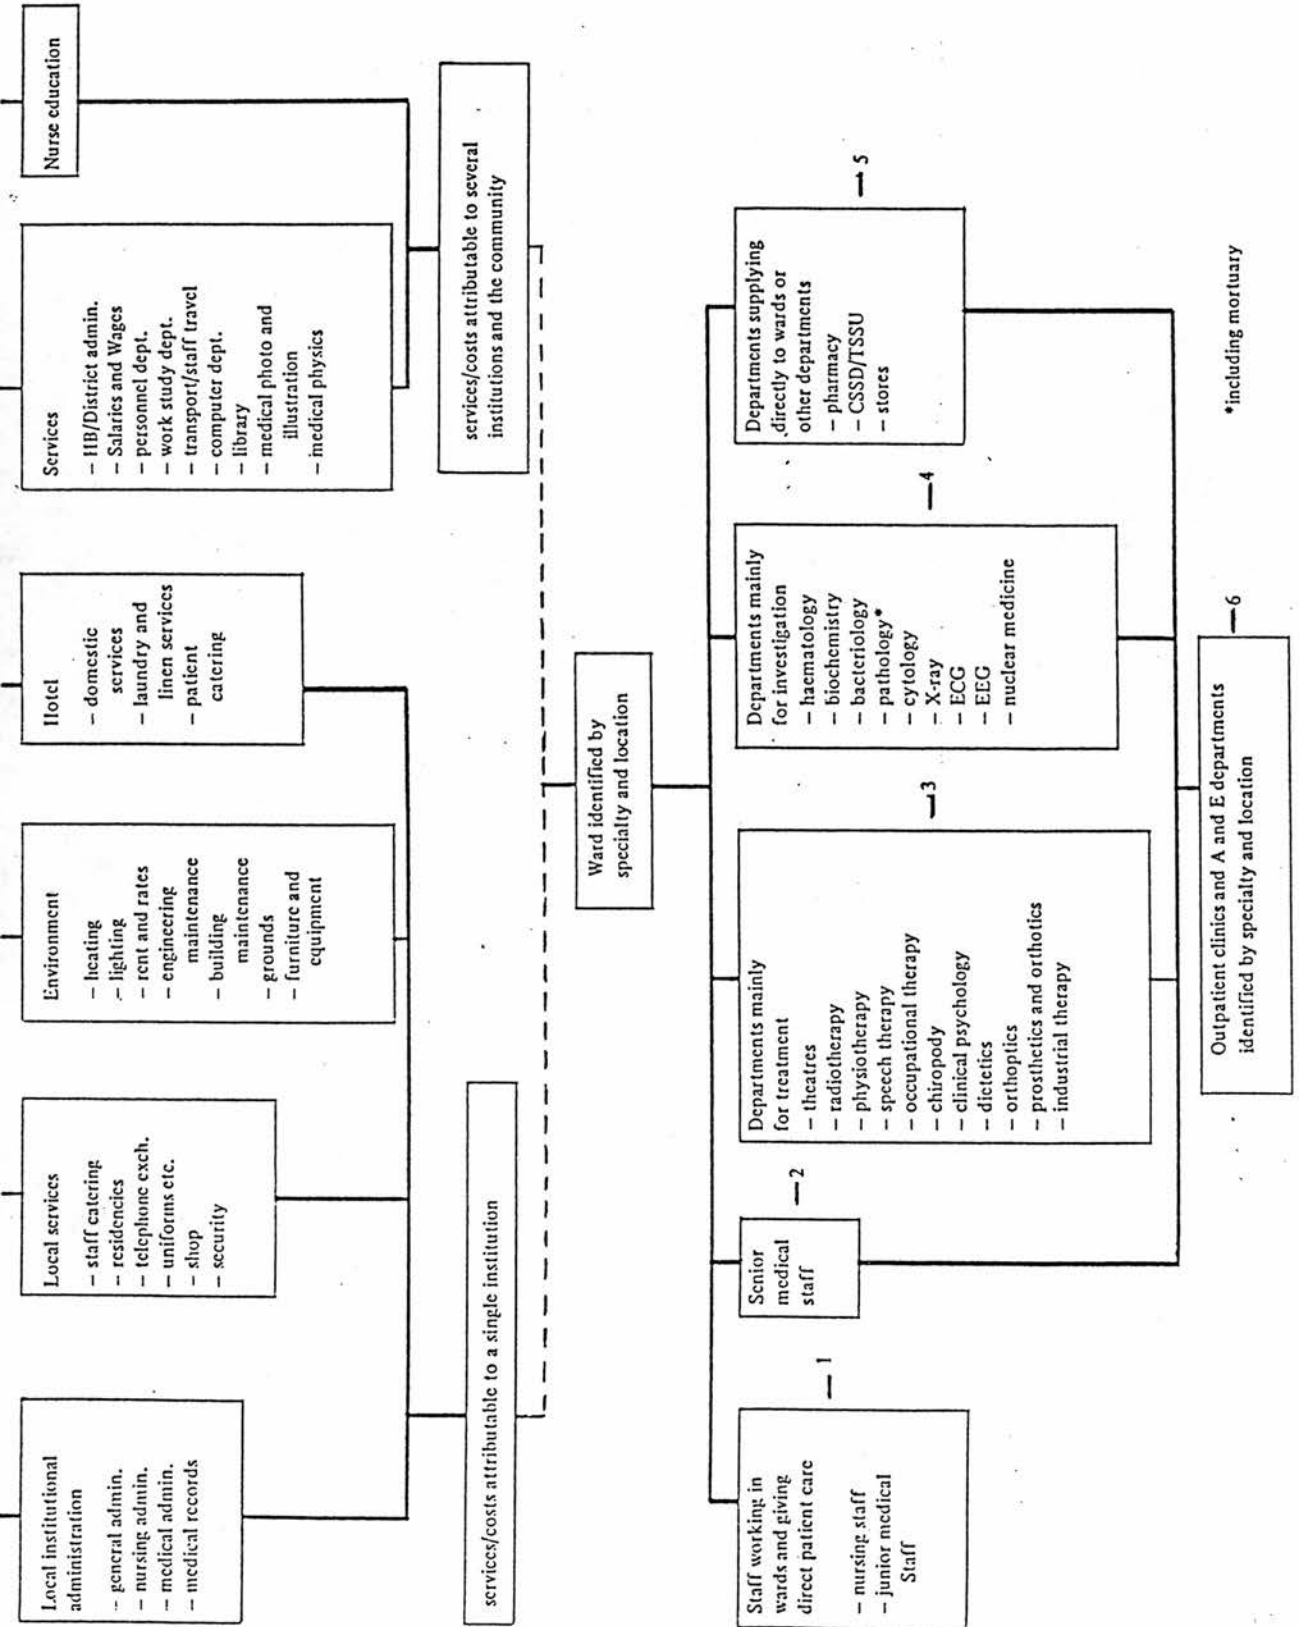 Local institutional
administration
– general admin.
– nursing admin.
– medical admin.
– medical records
Local services
– staff catering
– residencies
– telephone exch.
– uniforms etc.
– shop
– security
Environment
– heating
– lighting
– rent and rates
– engineering
maintenance
– building
maintenance
– grounds
– furniture and
equipment
Hotel
– domestic
services
– laundry and
linen services
– patient
catering
Services
– HB/District admin.
– Salaries and Wages
– personnel dept.
– work study dept.
– transport/staff travel
– computer dept.
– library
– medical photo and
illustration
– medical physics
Nurse education
services/costs attributable to a single institution
services/costs attributable to several
institutions and the community
Ward identified by
specialty and location
Staff working in
wards and giving
direct patient care
– nursing staff
– junior medical
Staff
– 1
Senior
medical
staff
– 2
Departments mainly
for treatment
– theatres
– radiotherapy
– physiotherapy
– speech therapy
– occupational therapy
– chiropody
– clinical psychology
– dietetics
– orthoptics
– prosthetics and orthotics
– industrial therapy
– 3
Departments mainly
for investigation
– haematology
– biochemistry
– bacteriology
– pathology*
– cytology
– X-ray
– ECG
– EEG
– nuclear medicine
– 4
Departments supplying
directly to wards or
other departments
– pharmacy
– CSSD/TSSU
– stores
– 5
Outpatient clinics and A and E departments
identified by specialty and location
– 6
*including mortuary